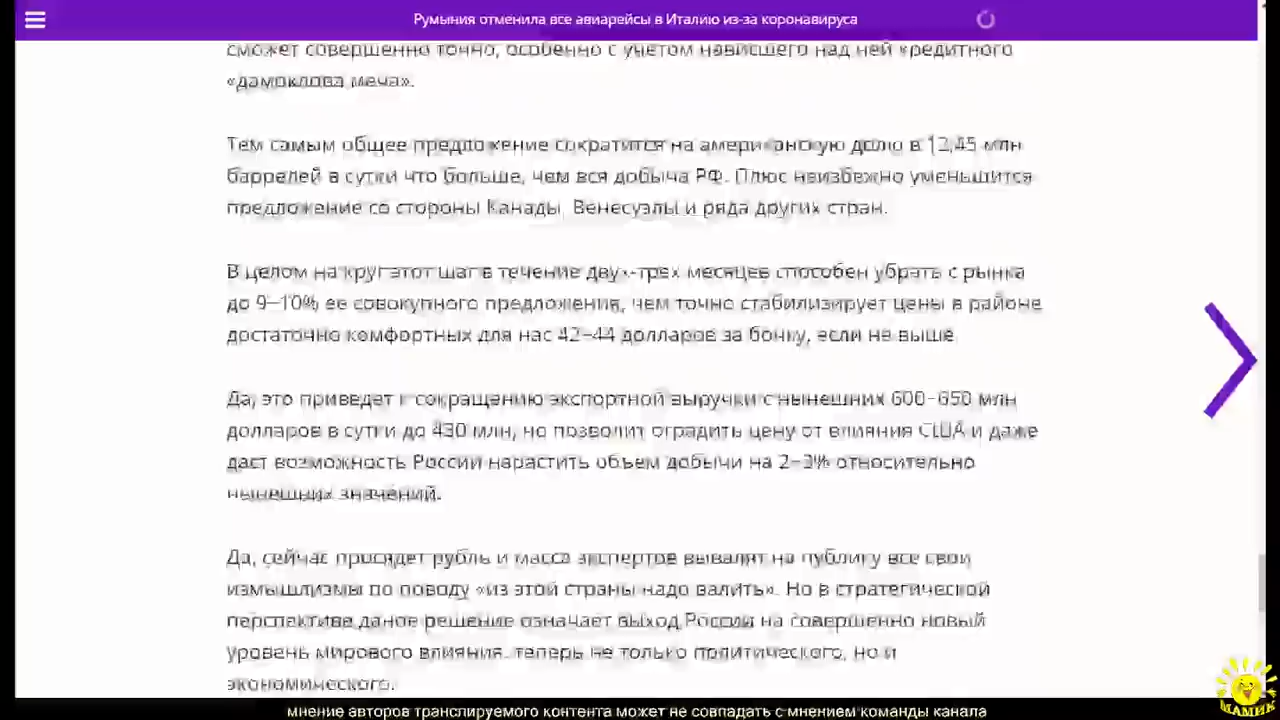 Румыния отменила все авиарейсы в Италию из-за коронавируса
сможет совершенно точно, особенно с учетом нависшего над ней кредитного
«дамоклова меча».
Тем самым общее предложение сократится на американскую долю в 12,45 млн
баррелей в сутки что больше, чем вся добыча РФ. Плюс неизбежно уменьшится
предложение со стороны Канады, Венесуэлы и ряда других стран.
В целом на круг этот шаг в течение двух-трех месяцев способен убрать с рынка
до 9–10% ее совокупного предложения, чем точно стабилизирует цены в районе
достаточно комфортных для нас 42–44 долларов за бочку, если не выше
Да, это приведет к сокращению экспортной выручки с нынешних 600–650 млн
долларов в сутки до 430 млн, но позволит оградить цену от влияния США и даже
даст возможность России нарастить объем добычи на 2–3% относительно
нынешних значений.
Да, сейчас просядет рубль и масса экспертов вывалят на публику все свои
измышлизмы по поводу «из этой страны надо валить». Но в стратегической
перспективе даное решение означает выход России на совершенно новый
уровень мирового влияния. теперь не только политического, но и
экономического.
МАМИК
мнение авторов транслируемого контента может не совпадать с мнением команды канала